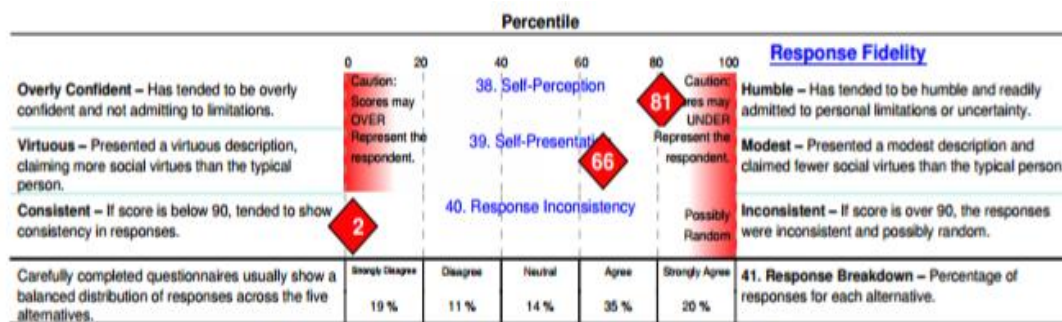 Percentile
Response Fidelity
0 20 40 60 80 100
Overly Confident – Has tended to be overly
confident and not admitting to limitations.
Caution:
Scores may
OVER
Represent the
respondent.
38. Self-Perception
81
Caution:
res may
UNDER
Represent the
respondent.
Humble – Has tended to be humble and readily
admitted to personal limitations or uncertainty.
Virtuous – Presented a virtuous description,
claiming more social virtues than the typical
person.
39. Self-Presentati
66
Modest – Presented a modest description and
claimed fewer social virtues than the typical person
Consistent – If score is below 90, tended to show
consistency in responses.
2
40. Response Inconsistency
Possibly
Random
Inconsistent – If score is over 90, the responses
were inconsistent and possibly random.
Carefully completed questionnaires usually show a
balanced distribution of responses across the five
alternatives.
Strongly Disagree Disagree Neutral Agree Strongly Agree
19 % 11 % 14 % 35 % 20 %
41. Response Breakdown – Percentage of
responses for each alternative.